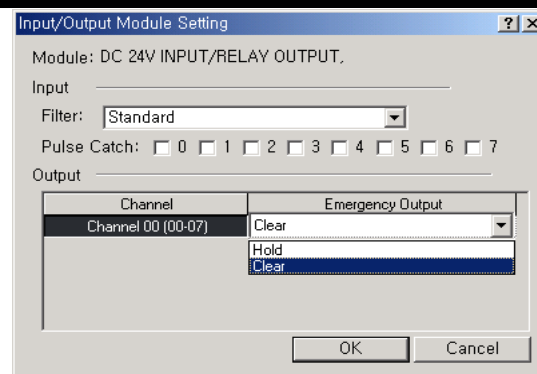 Input/Output Module Setting
Module: DC 24V INPUT/RELAY OUTPUT,
Input
Filter: Standard
Pulse Catch: 0 1 2 3 4 5 6 7
Output
Channel Emergency Output
Channel 00 (00-07) Clear
Hold
Clear
OK Cancel